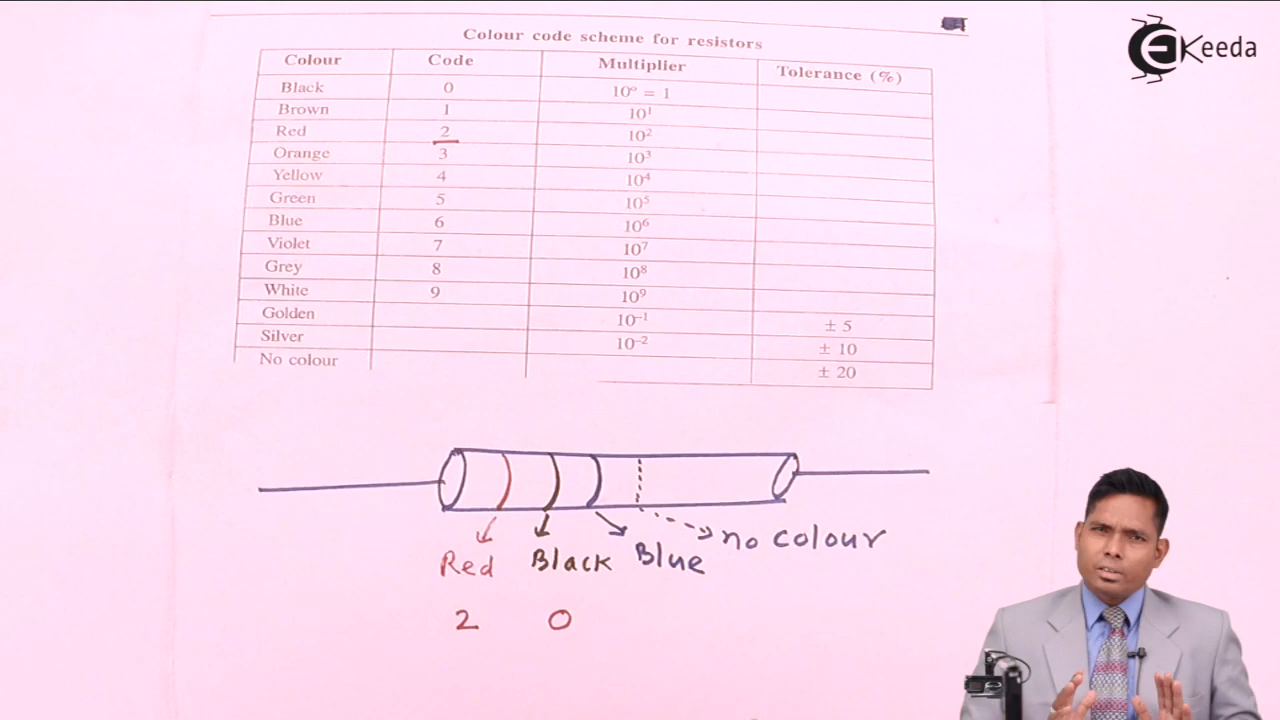 Colour code scheme for resistors
EKeeda
Colour Code Multiplier Tolerance (%)
Black 0 10° = 1
Brown 1 10¹
Red 2 10²
Orange 3 10³
Yellow 4 10⁴
Green 5 10⁵
Blue 6 10⁶
Violet 7 10⁷
Grey 8 10⁸
White 9 10⁹
Golden 10⁻¹ ± 5
Silver 10⁻² ± 10
No colour ± 20
no colour
Red Black Blue
2 0